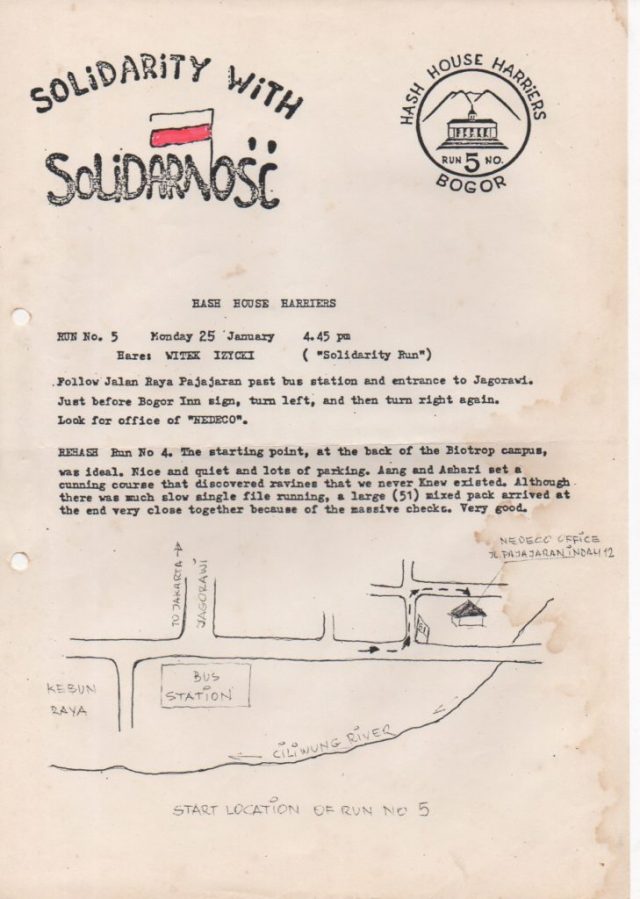 SOLiDARiTY WiTH
SOLiDARNOŚĆ
HASH HOUSE HARRIERS
RUN 5 NO.
BOGOR
HASH HOUSE HARRIERS
RUN No. 5 Monday 25 January 4.45 pm
Hare: WITEK IZYCKI ( "Solidarity Run")
Follow Jalan Raya Pajajaran past bus station and entrance to Jagorawi.
Just before Bogor Inn sign, turn left, and then turn right again.
Look for office of "NEDECO".
REHASH Run No 4. The starting point, at the back of the Biotrop campus,
was ideal. Nice and quiet and lots of parking. Aang and Ashari set a
cunning course that discovered ravines that we never Knew existed. Although
there was much slow single file running, a large (51) mixed pack arrived at
the end very close together because of the massive checks. Very good.
NEDECO OFFICE
JL. PAJAJARAN INDAH 12
TO JAKARTA
JAGORAWi
BUS
STATION
KEBUN
RAYA
CiLiWUNG RiVER
START LOCATION OF RUN NO 5